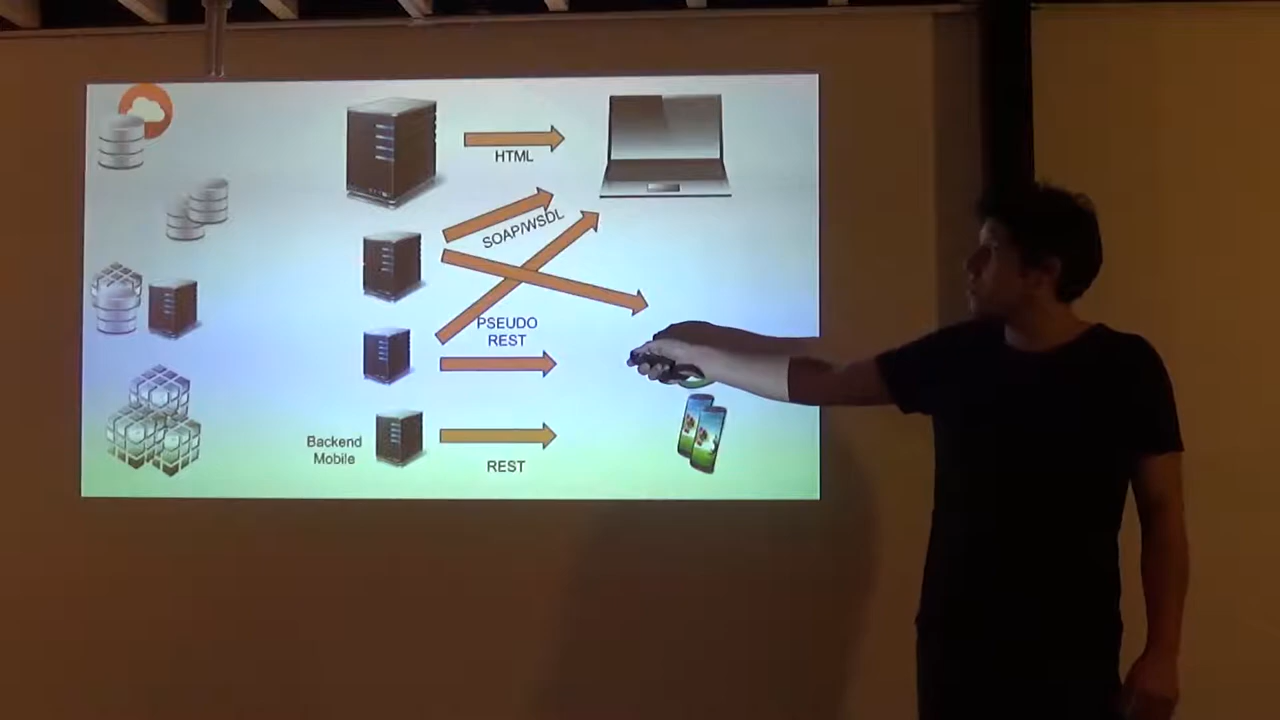 HTML
SOAP/WSDL
PSEUDO
REST
Backend
Mobile
REST